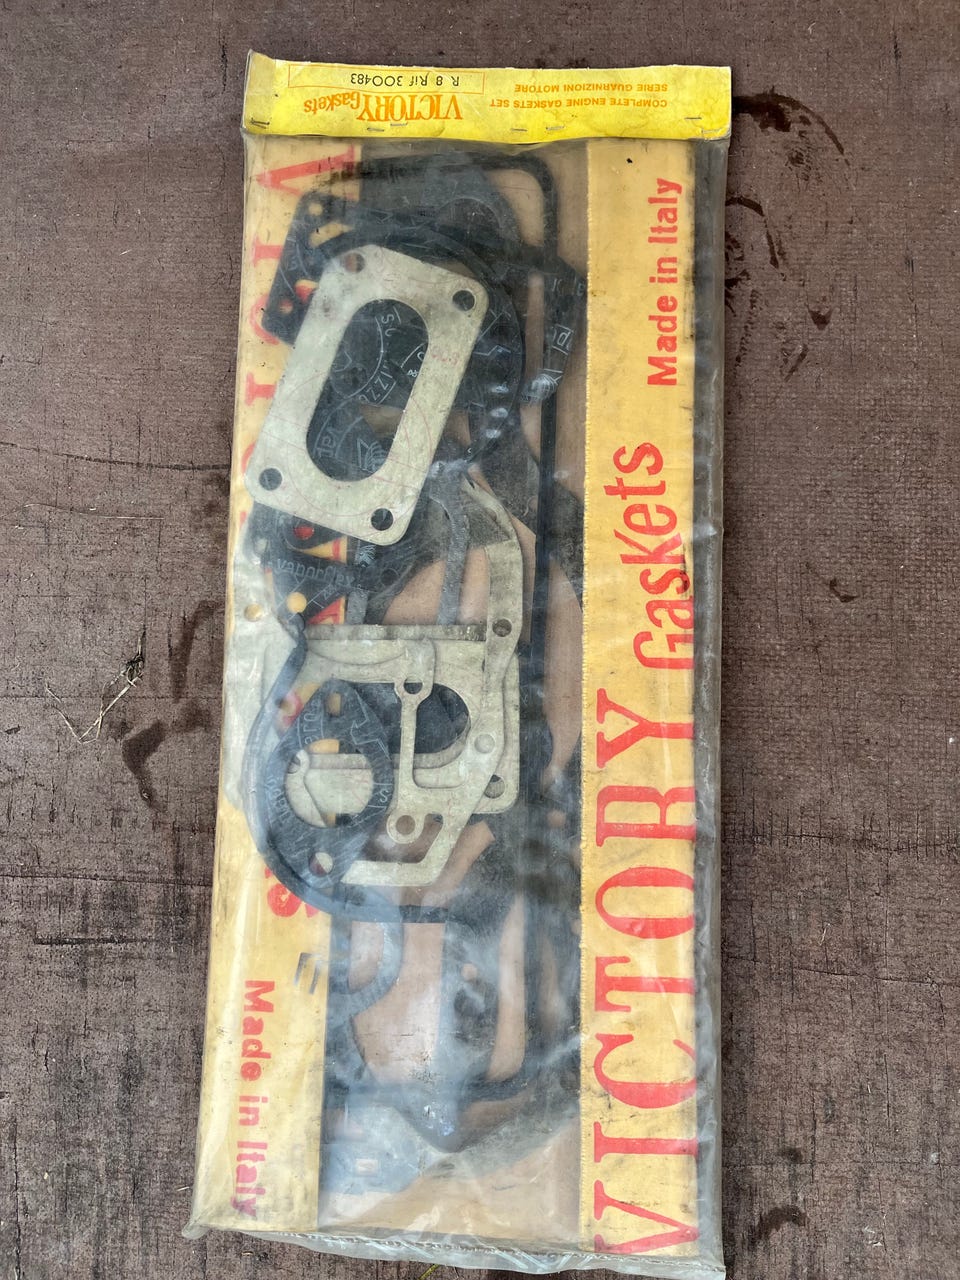 COMPLETE ENGINE GASKETS SET
SERIE GUARNIZIONI MOTORE
VICTORY
Gaskets
R 8 Rif 300483
VICTORY Gaskets Made in Italy
Made in Italy
vaporflex